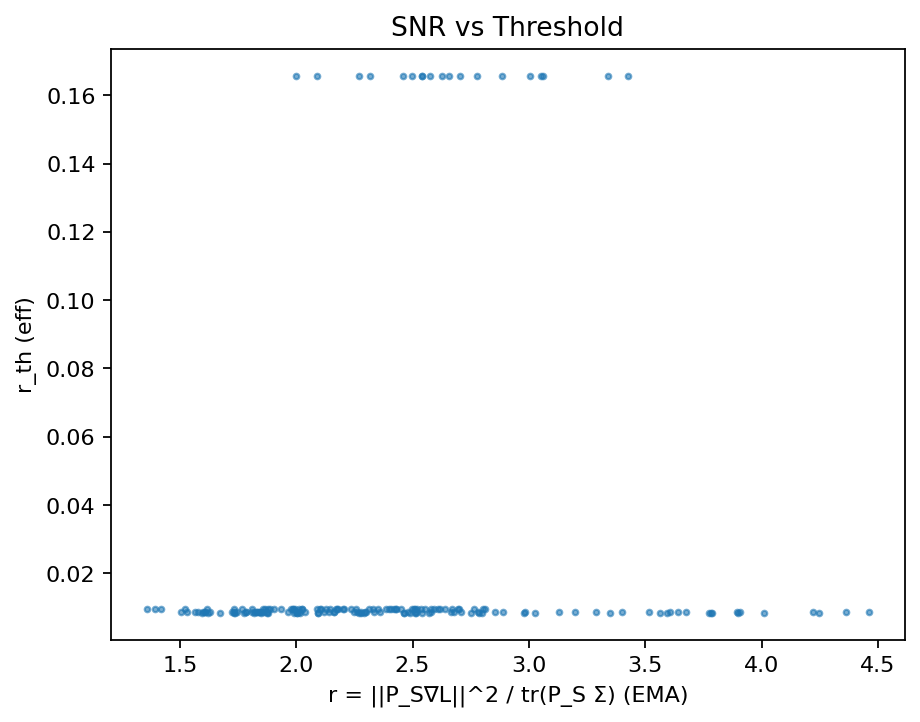 SNR vs Threshold
r_th (eff)
0.16
0.14
0.12
0.10
0.08
0.06
0.04
0.02
1.5 2.0 2.5 3.0 3.5 4.0 4.5
r = ||P_S∇L||^2 / tr(P_S Σ) (EMA)